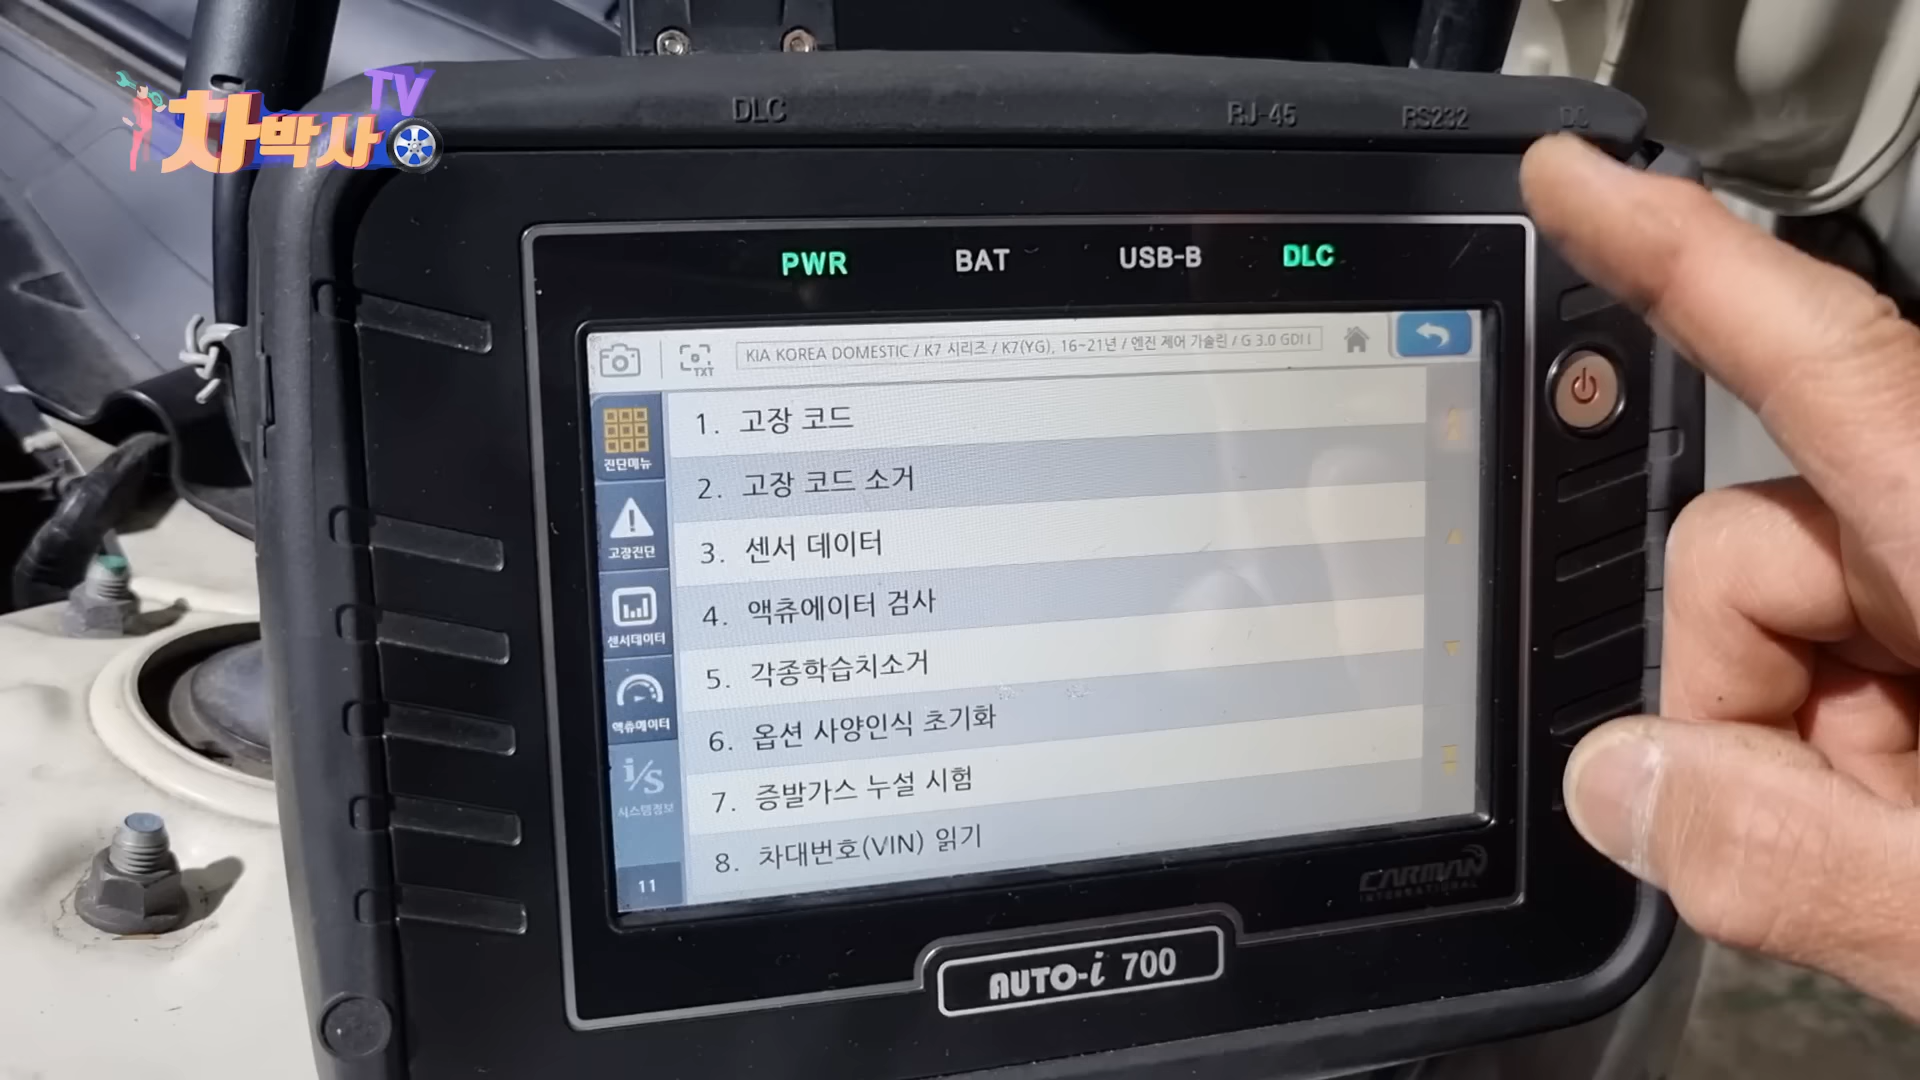 차박사 TV
DLC
RJ-45
RS232
DC
PWR
BAT
USB-B
DLC
TXT
KIA KOREA DOMESTIC / K7 시리즈 / K7(YG), 16~21년 / 엔진 제어 가솔린 / G 3.0 GDI
진단메뉴
고장진단
센서데이터
액츄에이터
i/S
시스템정보
11
1. 고장 코드
2. 고장 코드 소거
3. 센서 데이터
4. 액츄에이터 검사
5. 각종학습치소거
6. 옵션 사양인식 초기화
7. 증발가스 누설 시험
8. 차대번호(VIN) 읽기
CARMAN
INTERNATIONAL
AUTO-i 700